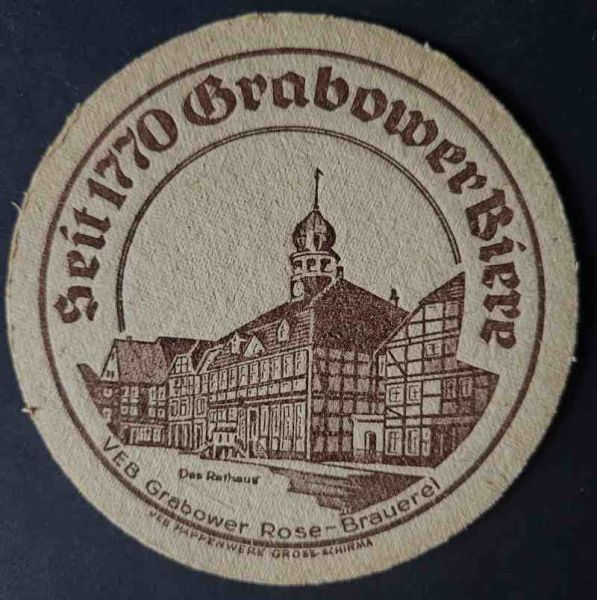 Seit 1770 Grabower Biere
Das Rathaus
VEB Grabower Rose-Brauerei
VEB PAPPENWERK GROSS-SCHIRMA